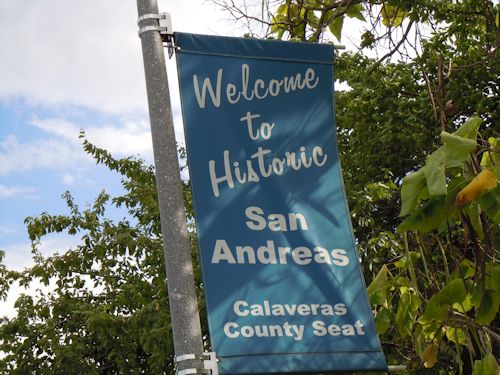 Welcome
to
Historic
San
Andreas
Calaveras
County Seat